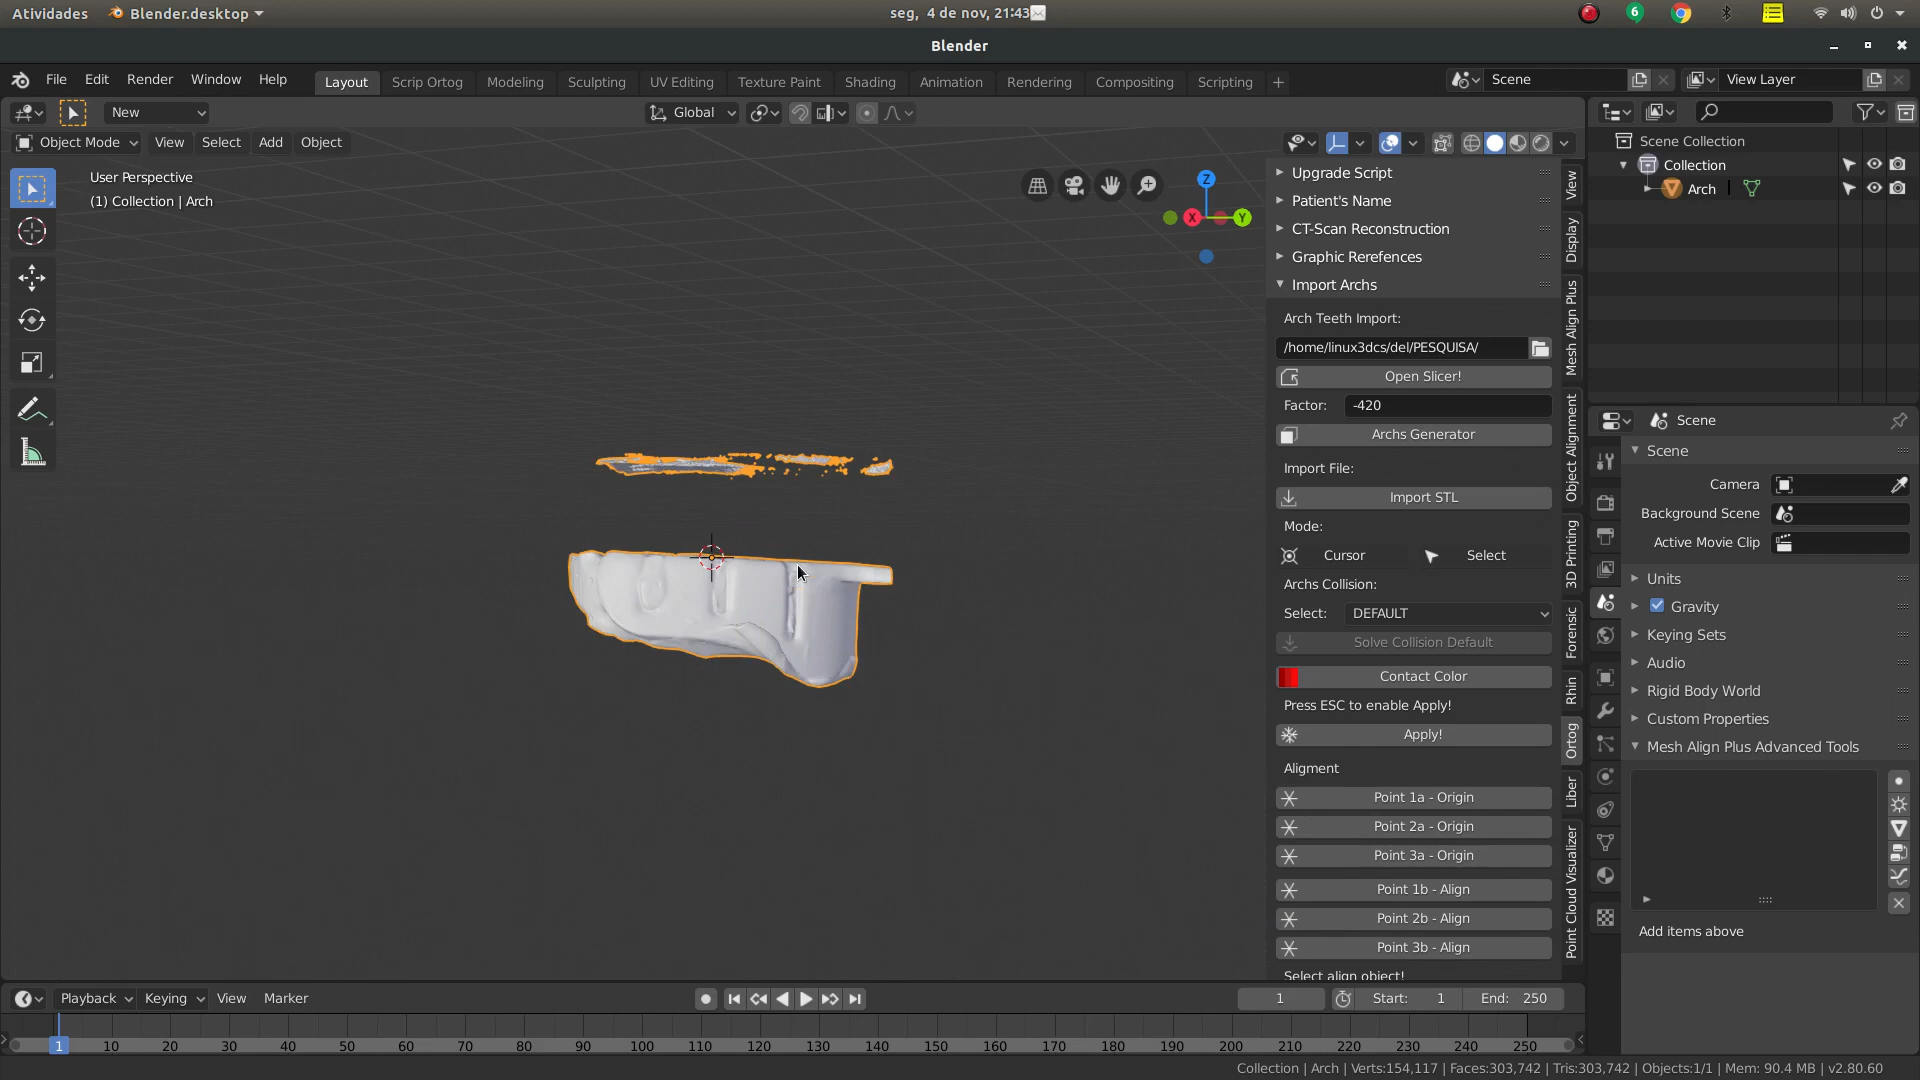 Atividades Blender.desktop seg, 4 de nov, 21:43 6
Blender
File Edit Render Window Help Layout Scrip Ortog Modeling Sculpting UV Editing Texture Paint Shading Animation Rendering Compositing Scripting + Scene View Layer
New Global
Object Mode View Select Add Object
User Perspective
(1) Collection | Arch
Z
X
Y
Upgrade Script
Patient's Name
CT-Scan Reconstruction
Graphic Rerefences
Import Archs
Arch Teeth Import:
/home/linux3dcs/del/PESQUISA/
Open Slicer!
Factor: -420
Archs Generator
Import File:
Import STL
Mode:
Cursor Select
Archs Collision:
Select: DEFAULT
Solve Collision Default
Contact Color
Press ESC to enable Apply!
Apply!
Aligment
Point 1a - Origin
Point 2a - Origin
Point 3a - Origin
Point 1b - Align
Point 2b - Align
Point 3b - Align
Select align object!
View
Display
Mesh Align Plus
Object Alignment
3D Printing
Forensic
Rhin
Ortog
Liber
Point Cloud Visualizer
Scene Collection
Collection
Arch
Scene
Scene
Camera
Background Scene
Active Movie Clip
Units
Gravity
Keying Sets
Audio
Rigid Body World
Custom Properties
Mesh Align Plus Advanced Tools
Add items above
Playback Keying View Marker 1 Start: 1 End: 250
1 10 20 30 40 50 60 70 80 90 100 110 120 130 140 150 160 170 180 190 200 210 220 230 240 250
Collection | Arch | Verts:154,117 | Faces:303,742 | Tris:303,742 | Objects:1/1 | Mem: 90.4 MB | v2.80.60